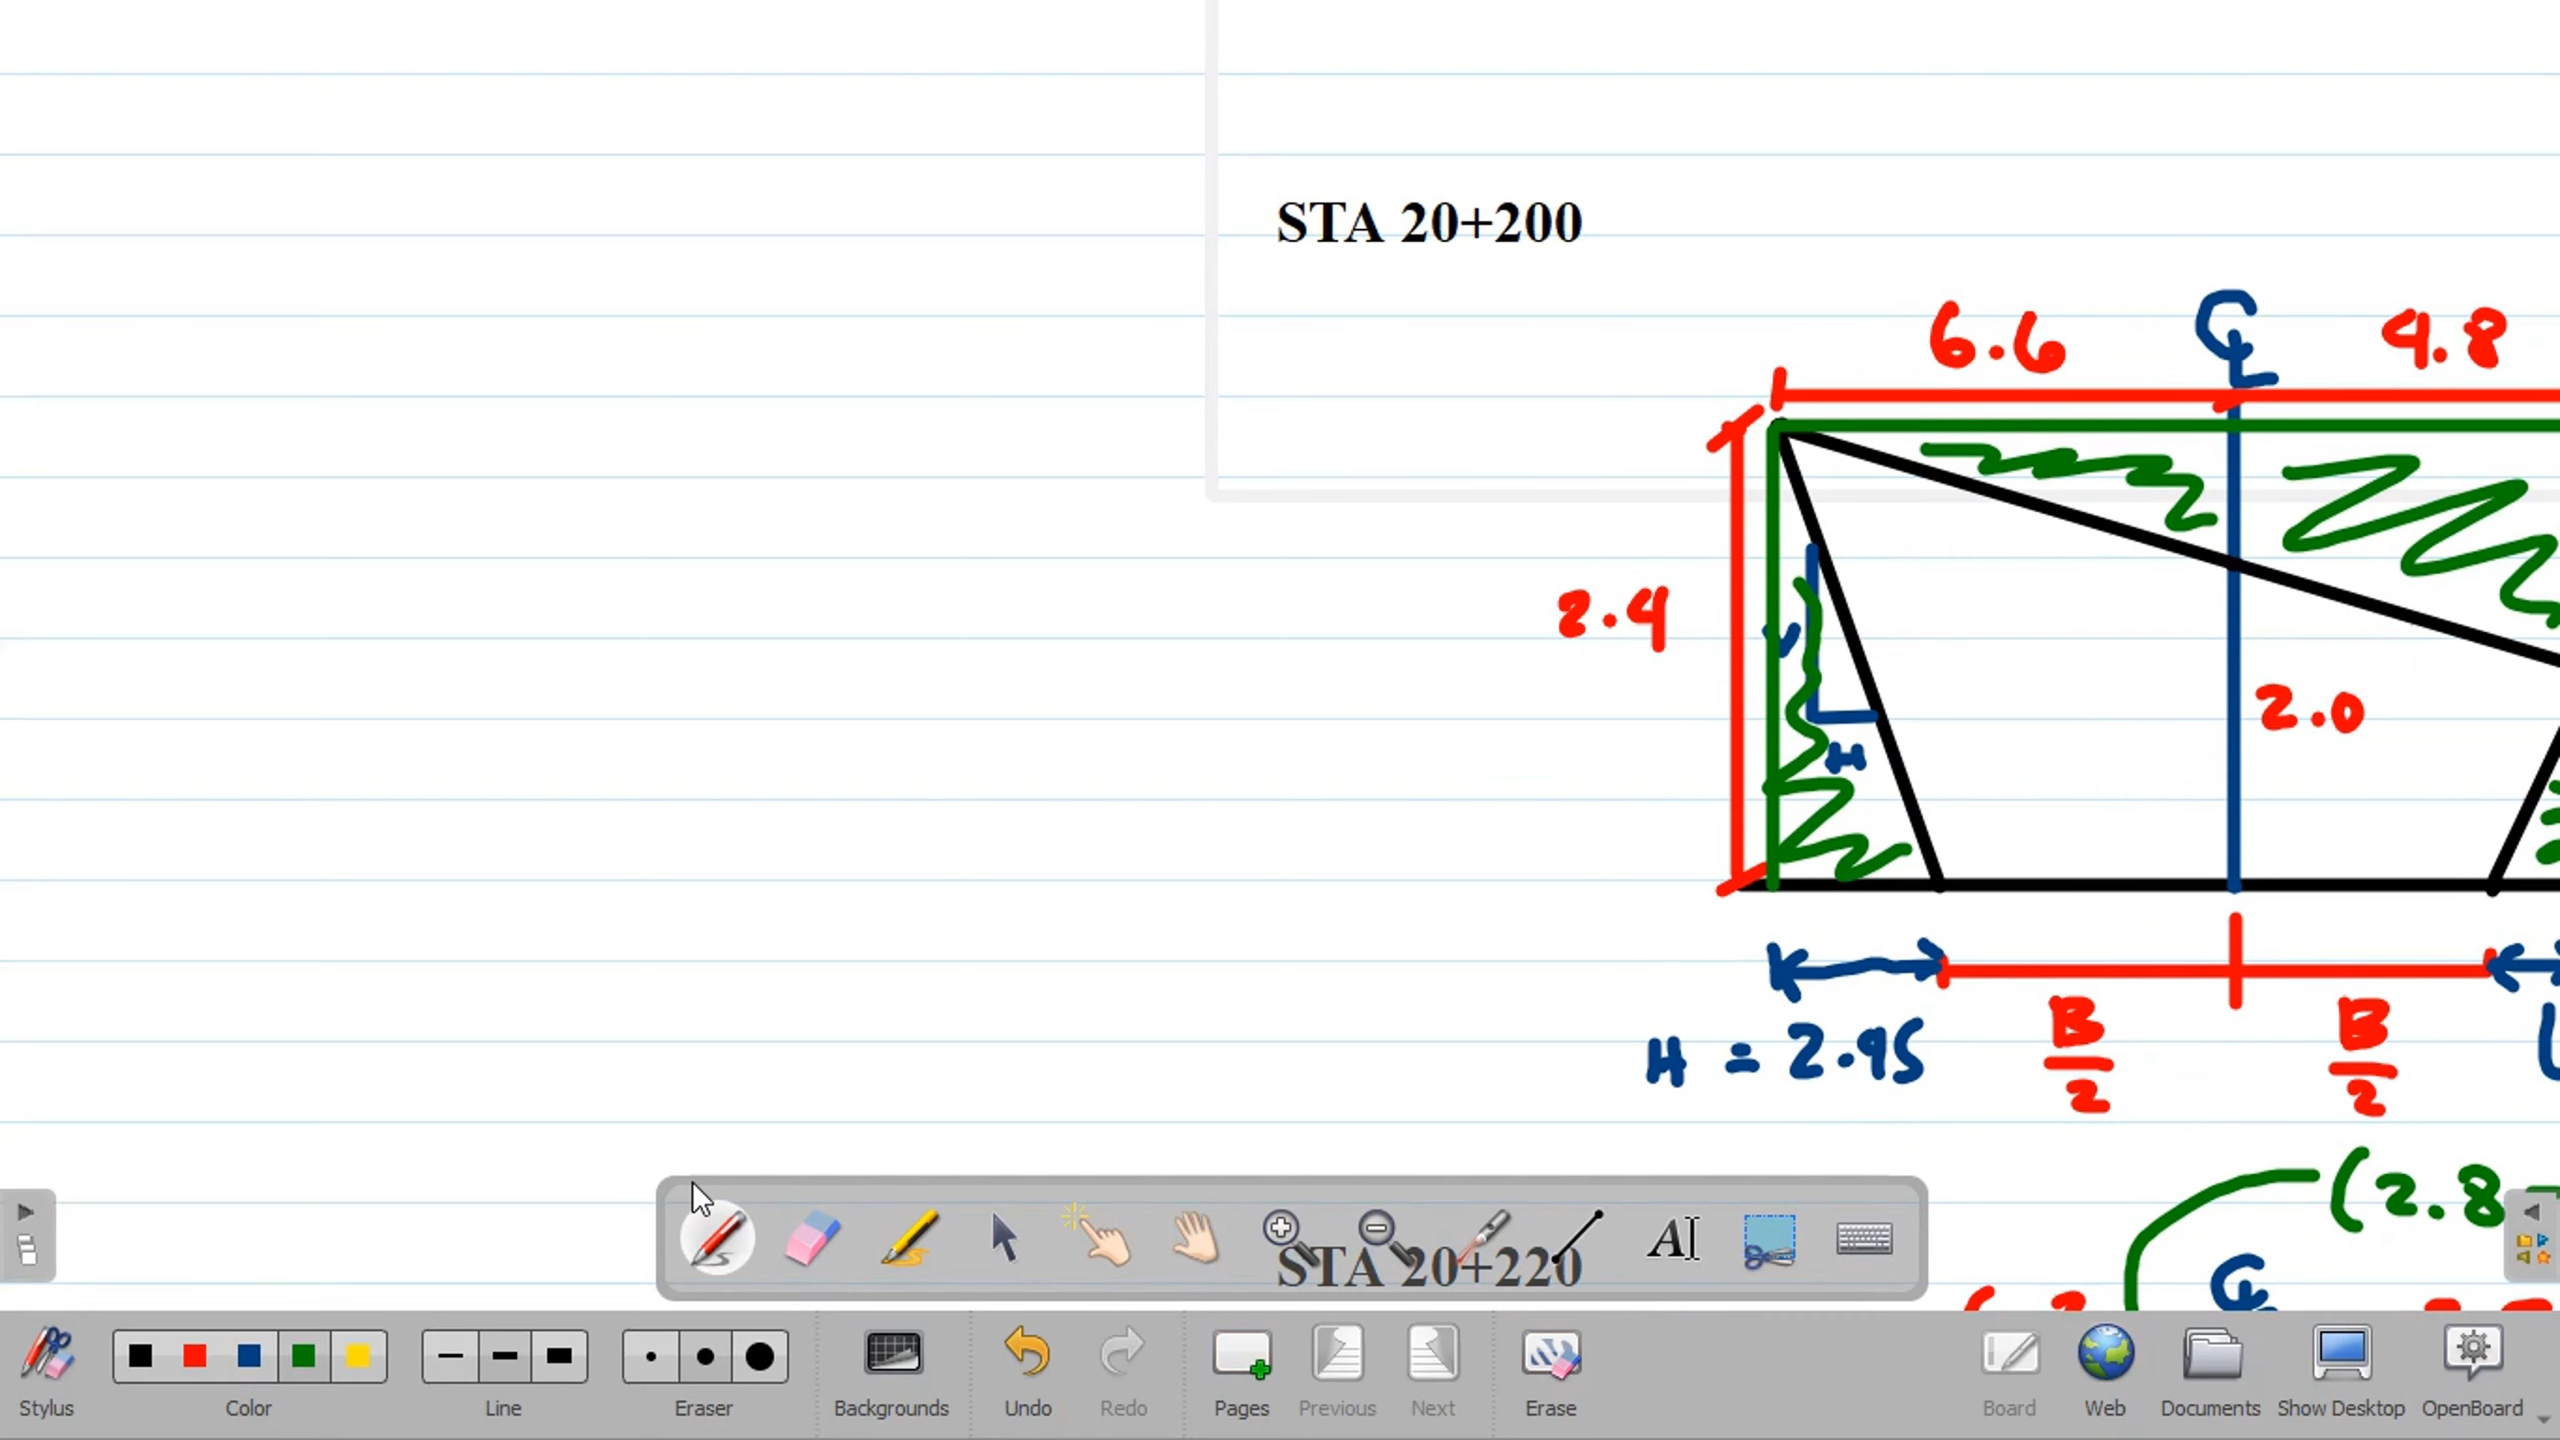 STA 20+200
6.6
℄
4.8
2.4
V
2.0
H
H = 2.95
B/2
B/2
(2.8
STA 20+220
℄
Stylus
Color
Line
Eraser
Backgrounds
Undo
Redo
Pages
Previous
Next
Erase
Board
Web
Documents
Show Desktop
OpenBoard